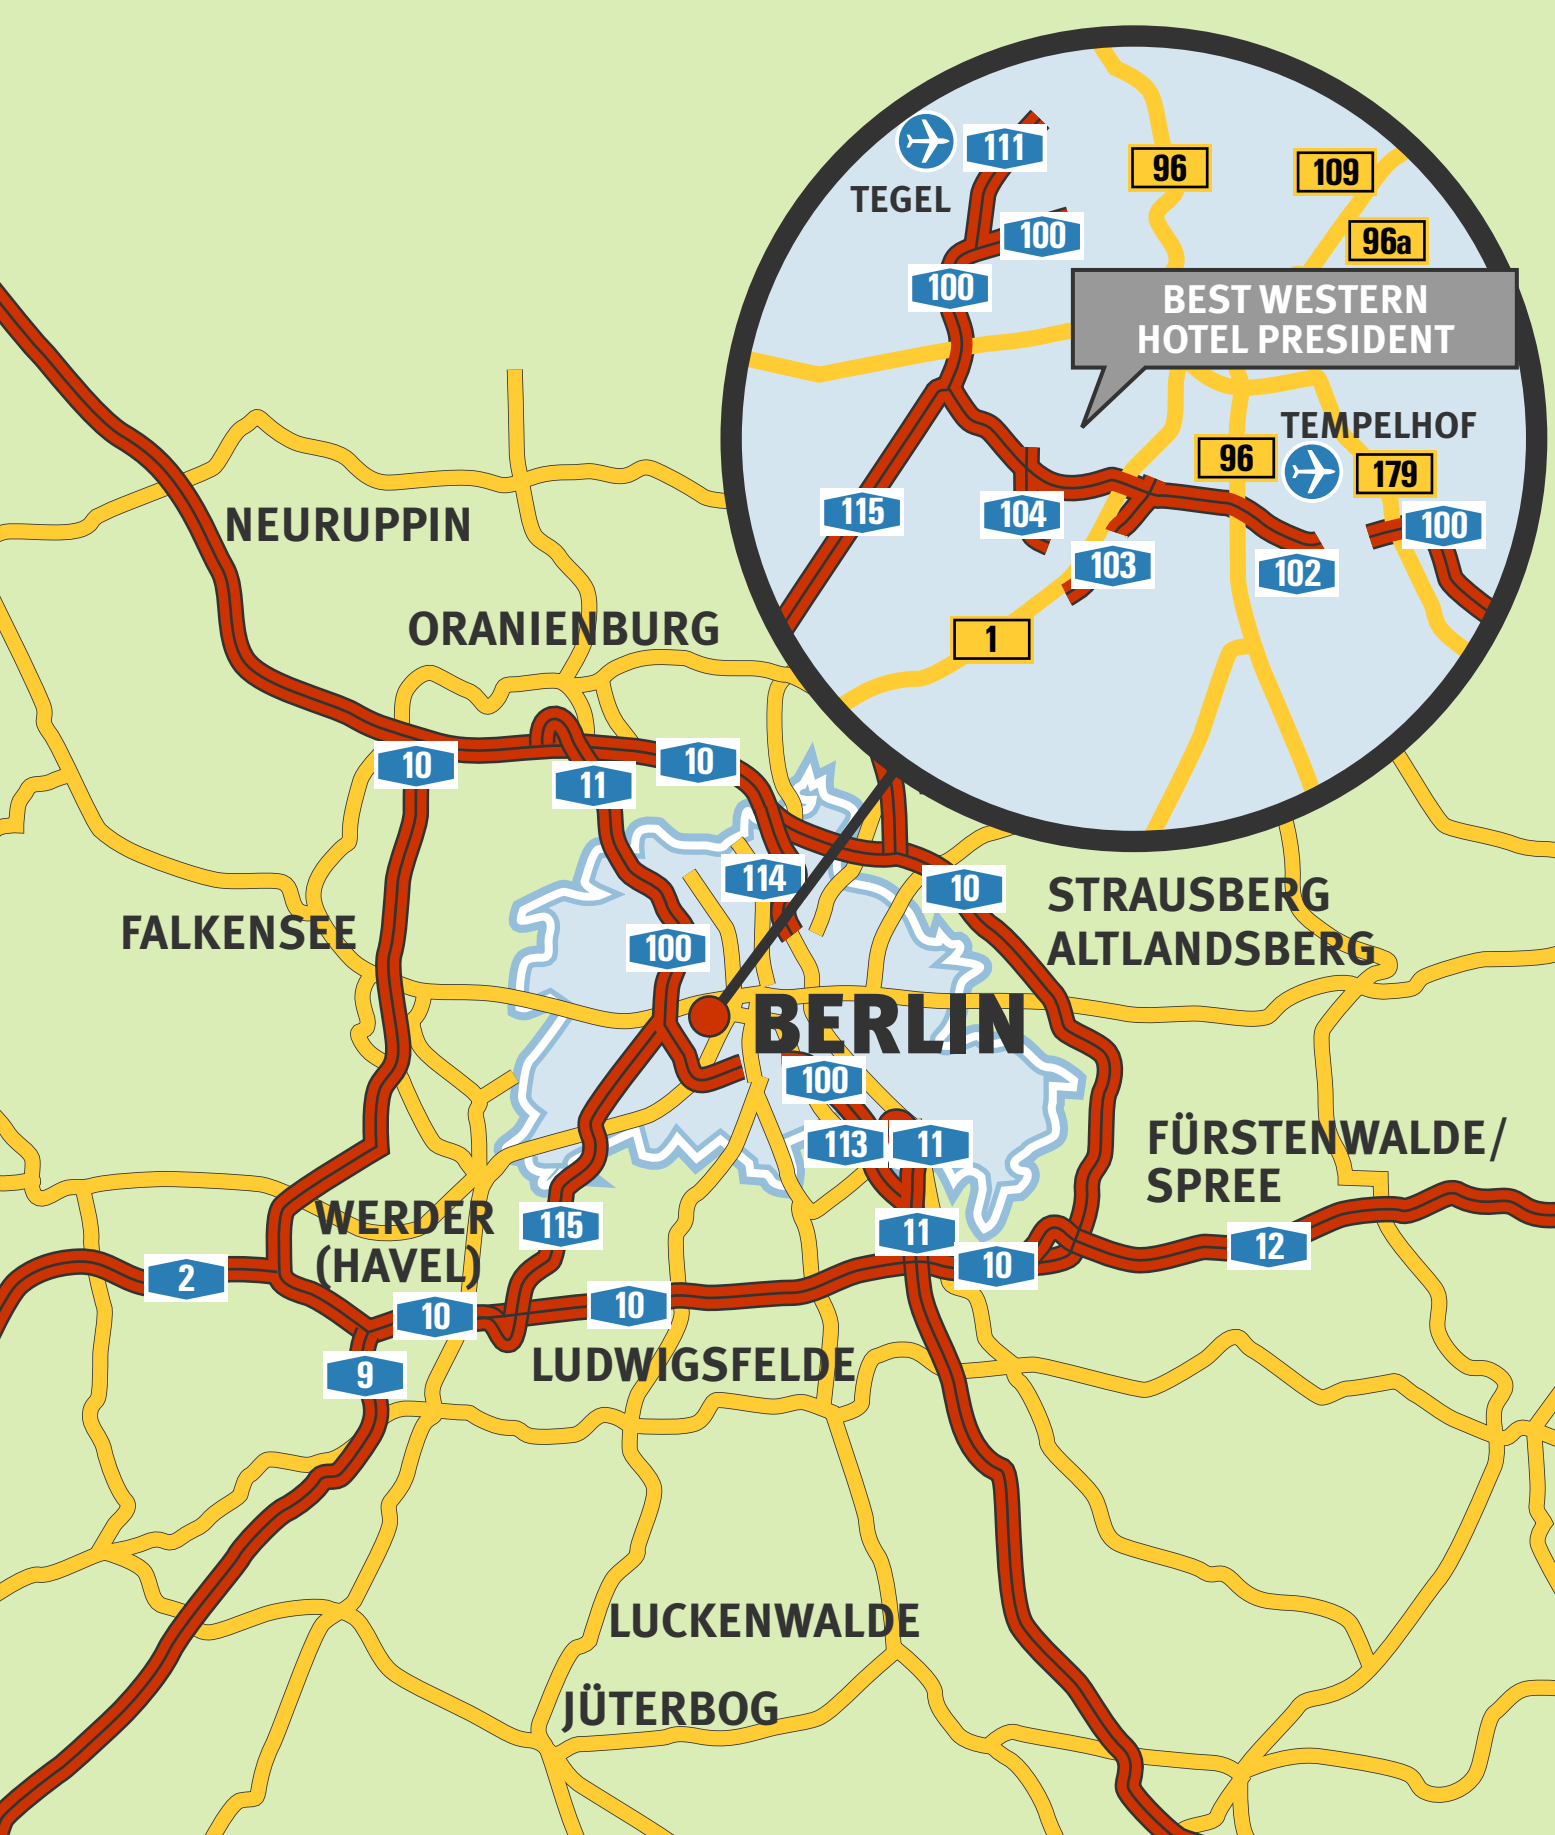 111
96
109
TEGEL
100
96a
100
BEST WESTERN
HOTEL PRESIDENT
TEMPELHOF
96
179
115
104
100
103
102
1
NEURUPPIN
ORANIENBURG
10
11
10
114
10
STRAUSBERG
ALTLANDSBERG
FALKENSEE
100
BERLIN
100
113
11
FÜRSTENWALDE/
SPREE
WERDER
(HAVEL)
115
11
12
2
10
10
10
9
LUDWIGSFELDE
LUCKENWALDE
JÜTERBOG